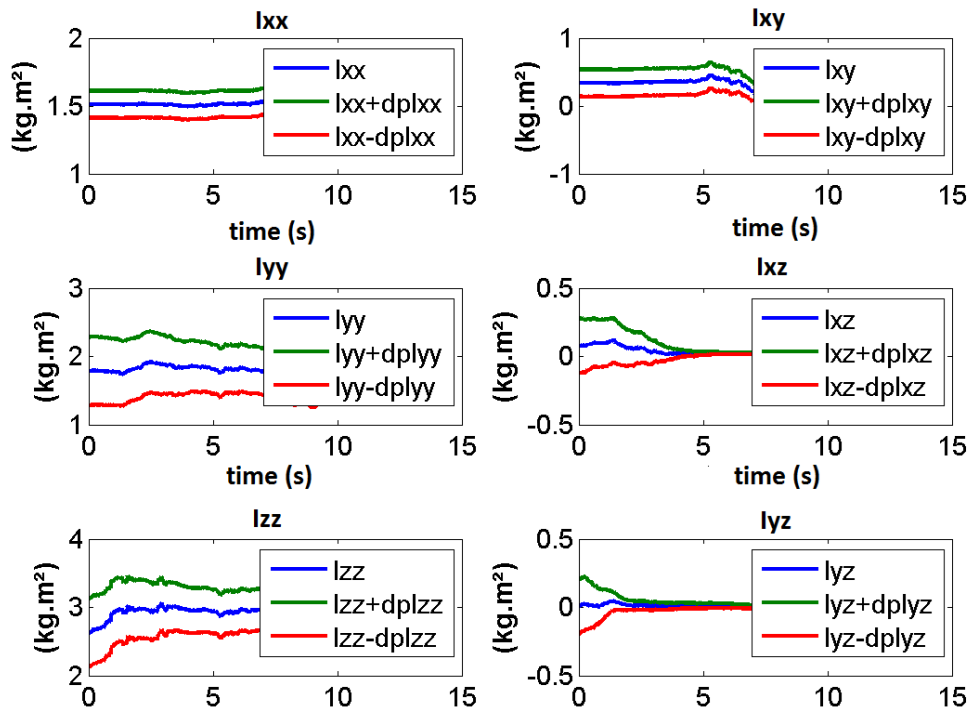 Ixx
2
1.5
1
(kg.m²)
Ixx
Ixx+dpIxx
Ixx-dpIxx
0
5
10
15
time (s)
Ixy
1
0
-1
(kg.m²)
Ixy
Ixy+dpIxy
Ixy-dpIxy
0
5
10
15
time (s)
Iyy
3
2
1
(kg.m²)
Iyy
Iyy+dpIyy
Iyy-dpIyy
0
5
10
15
time (s)
Ixz
0.5
0
-0.5
(kg.m²)
Ixz
Ixz+dpIxz
Ixz-dpIxz
0
5
10
15
time (s)
Izz
4
3
2
(kg.m²)
Izz
Izz+dpIzz
Izz-dpIzz
0
5
10
15
Iyz
0.5
0
-0.5
(kg.m²)
Iyz
Iyz+dpIyz
Iyz-dpIyz
0
5
10
15